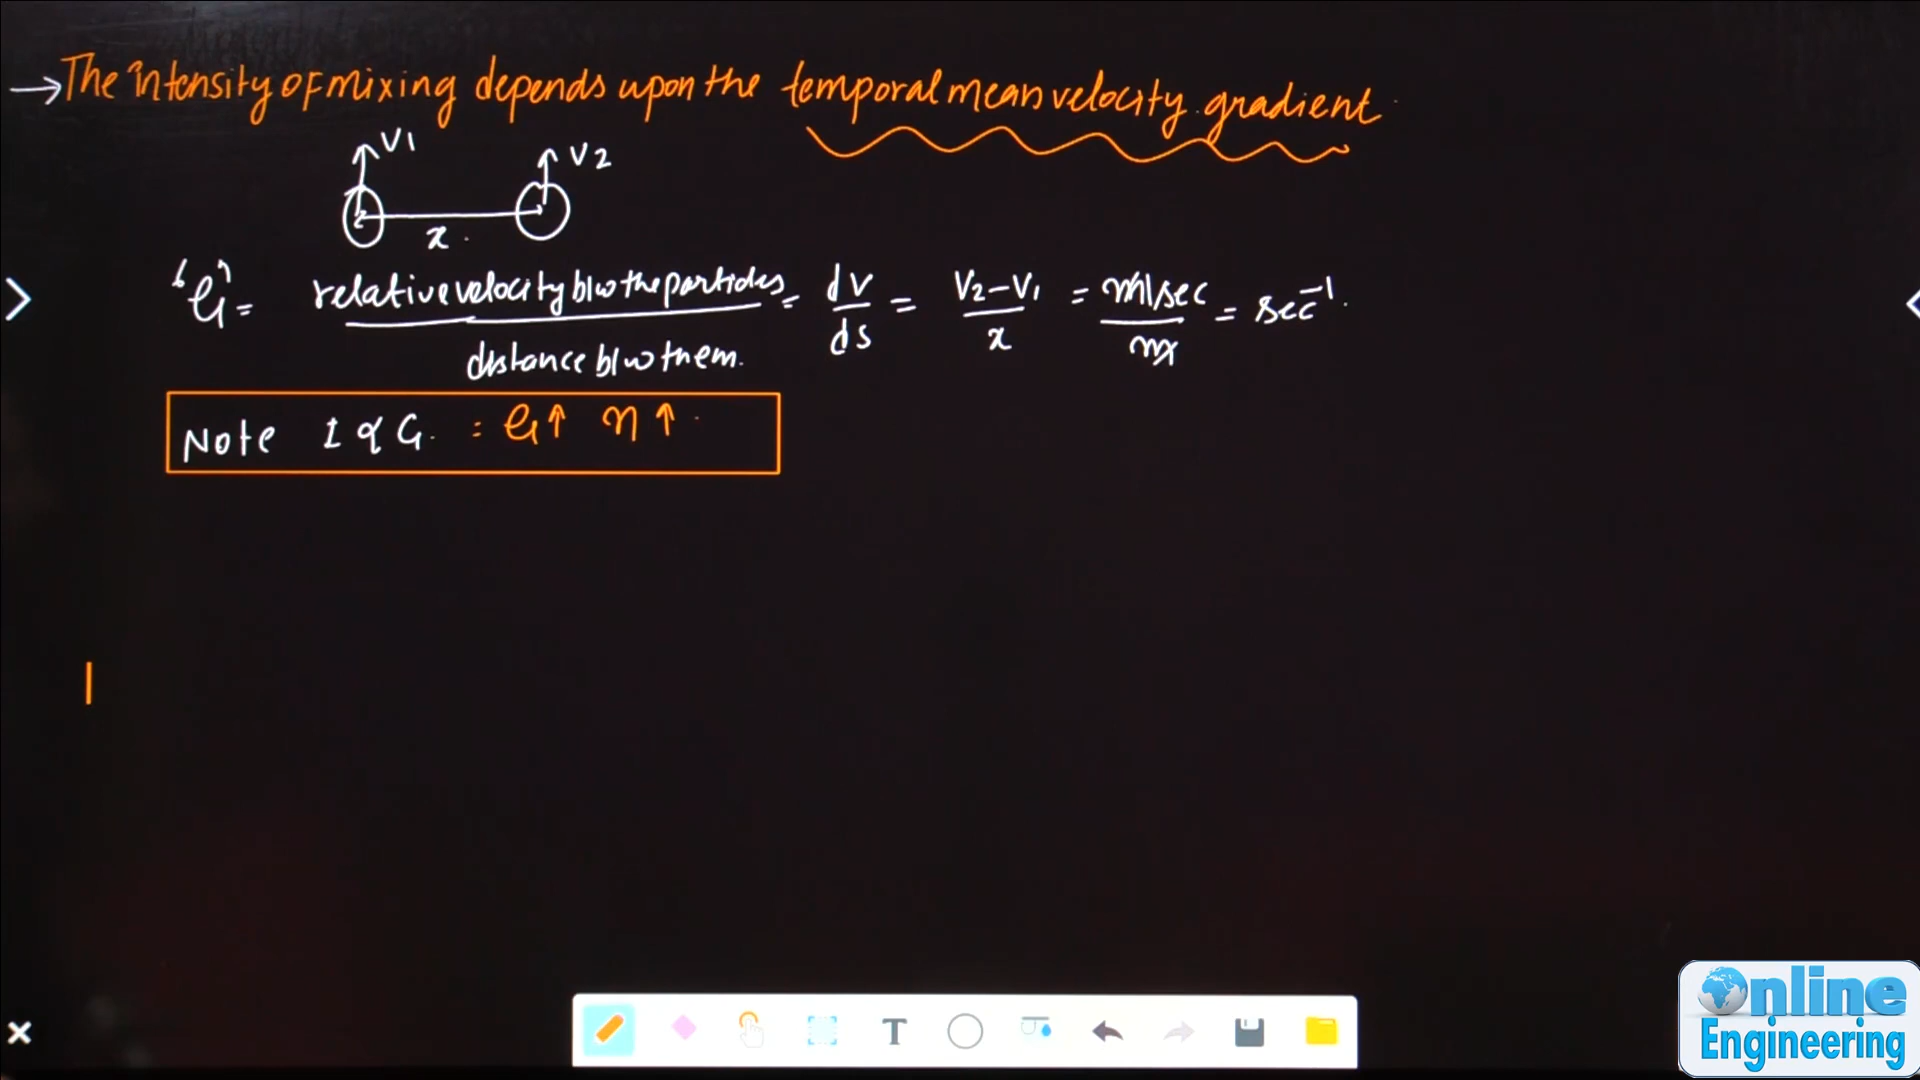 →The intensity of mixing depends upon the temporal mean velocity gradient.
V1 V2
x
"G" = relative velocity b/w the particles / distance b/w them. = dv/ds = V2-V1/x = m/sec/m = sec⁻¹.
Note I α G. : G↑ η↑
T
Online
Engineering